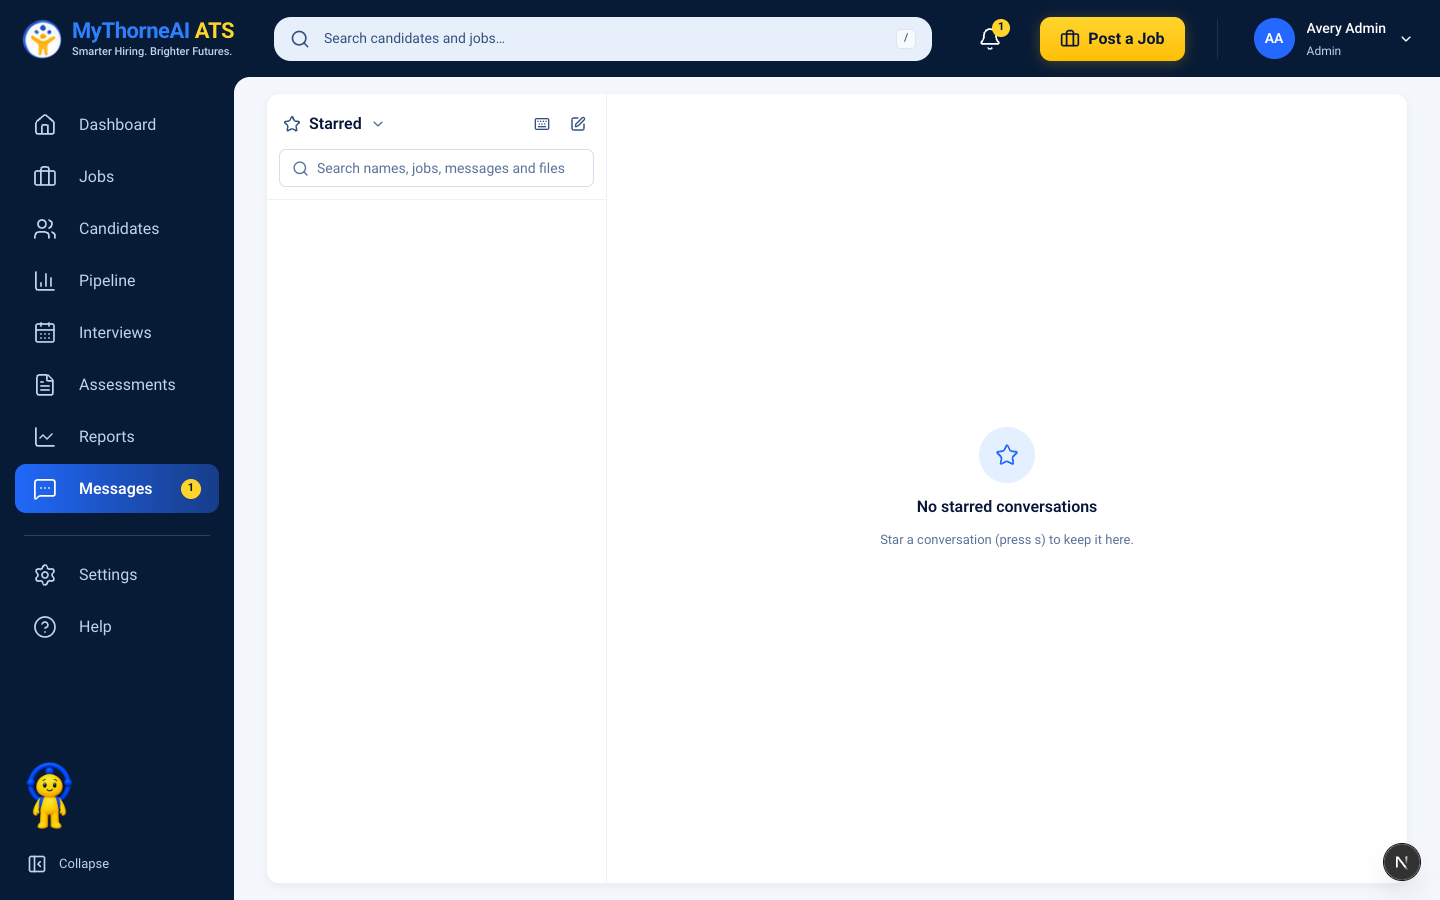 MyThorneAI ATS
Smarter Hiring. Brighter Futures.
Search candidates and jobs...
/
1
Post a Job
AA
Avery Admin
Admin
Dashboard
Jobs
Candidates
Pipeline
Interviews
Assessments
Reports
Messages
1
Settings
Help
Collapse
Starred
Search names, jobs, messages and files
No starred conversations
Star a conversation (press s) to keep it here.
N